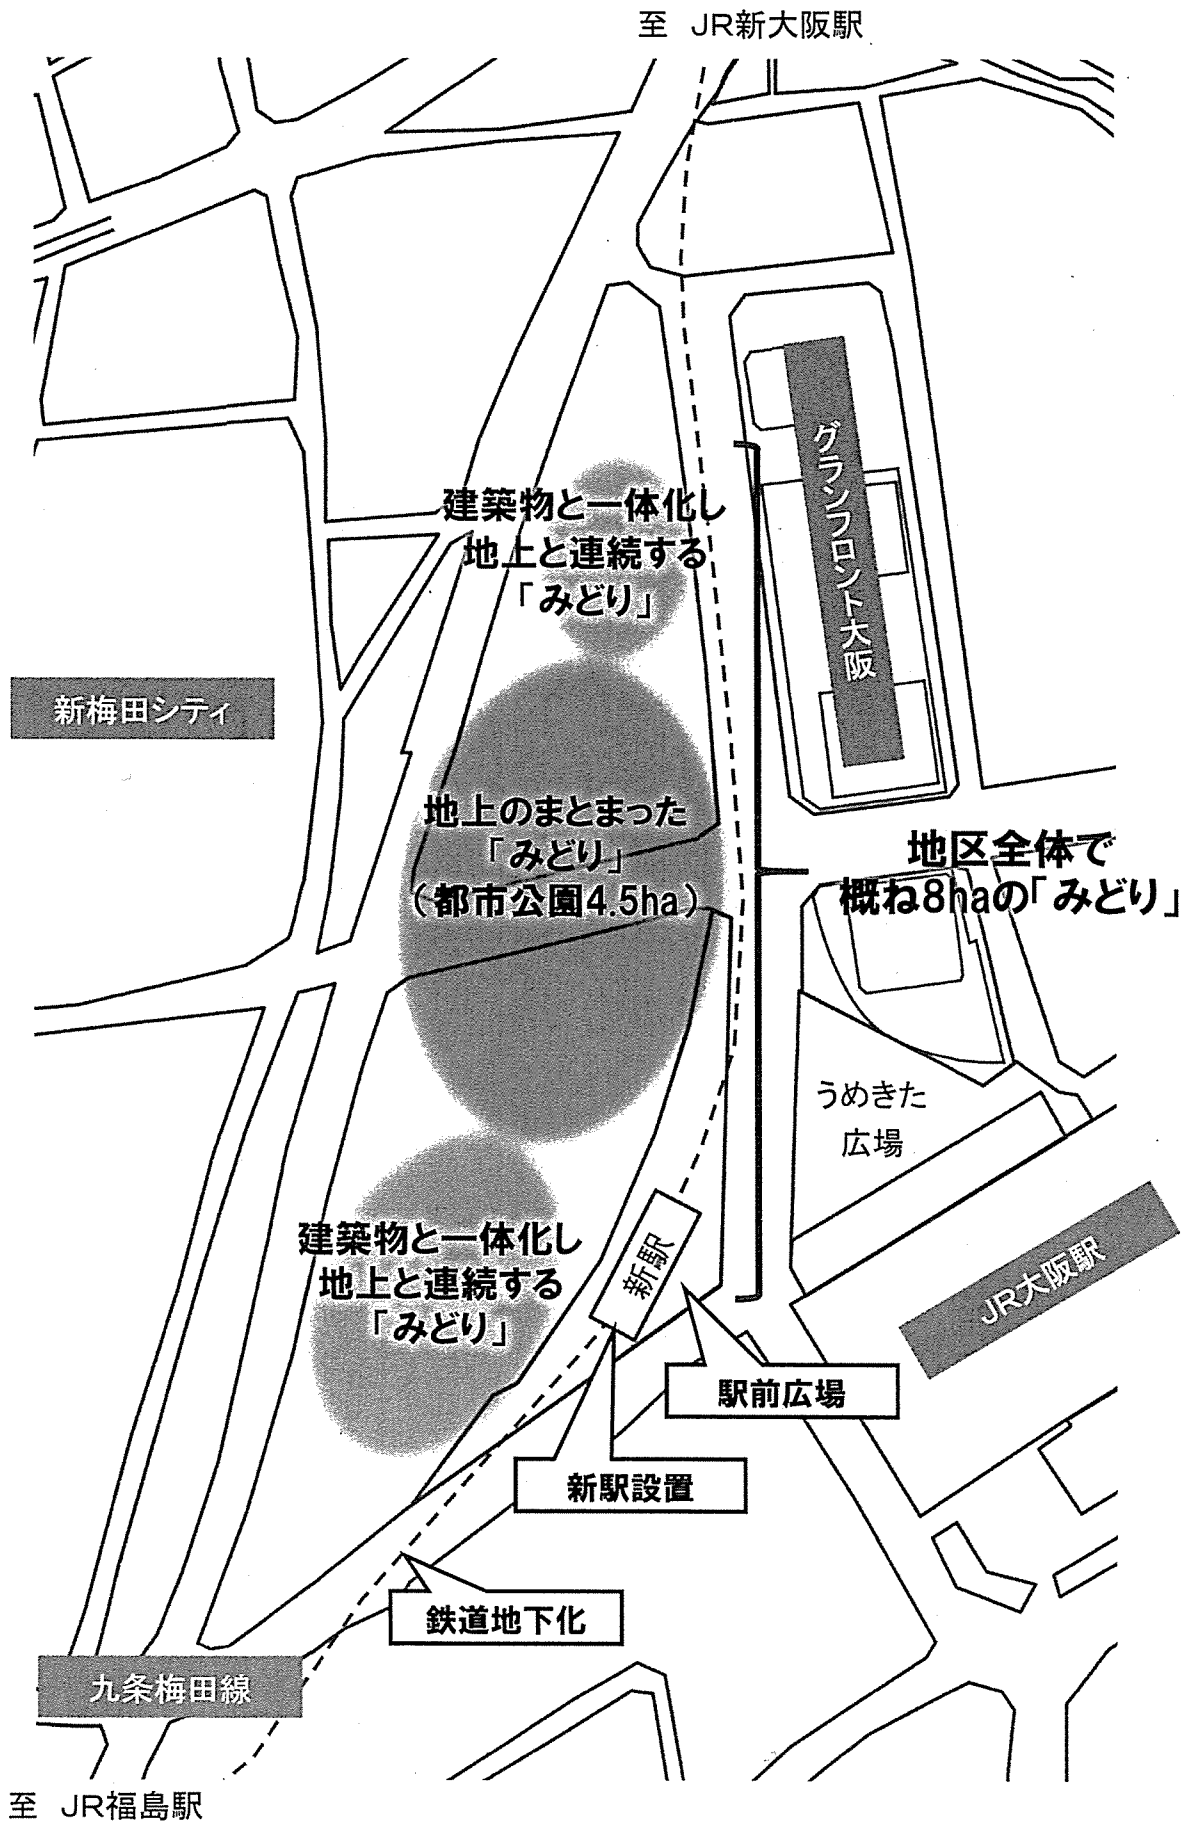 至　JR新大阪駅
グランフロント大阪
建築物と一体化し
地上と連続する
「みどり」
新梅田シティ
地上のまとまった
「みどり」
（都市公園4.5ha）
地区全体で
概ね8haの「みどり」
うめきた
広場
建築物と一体化し
地上と連続する
「みどり」
新駅
JR大阪駅
駅前広場
新駅設置
鉄道地下化
九条梅田線
至　JR福島駅